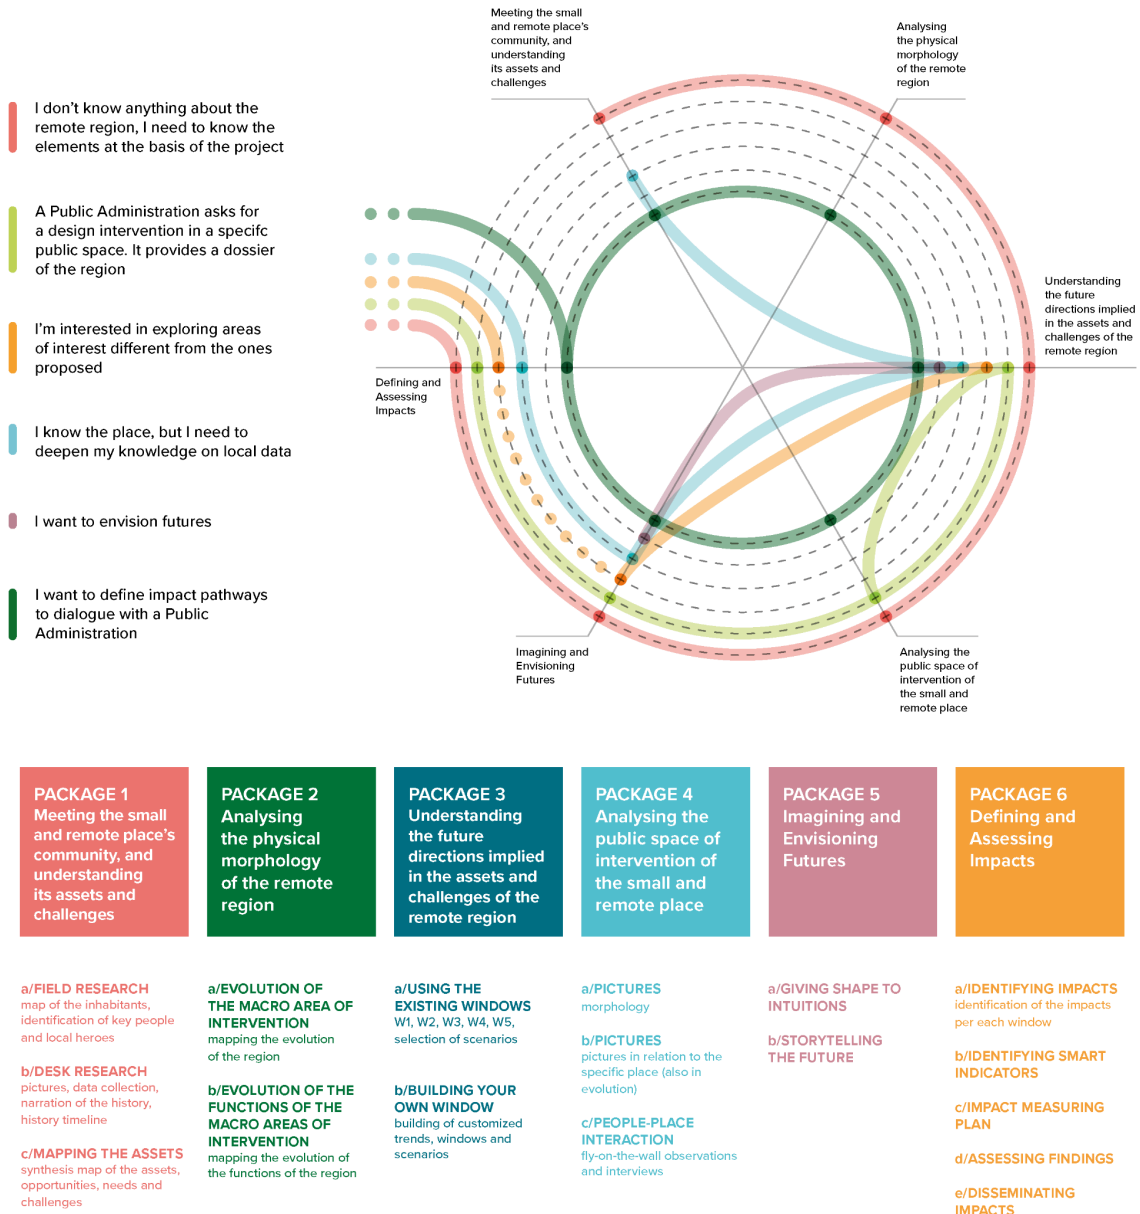 Meeting the small
and remote place's
community, and
understanding
its assets and
challenges
Analysing
the physical
morphology
of the remote
region
I don't know anything about the
remote region, I need to know the
elements at the basis of the project
A Public Administration asks for
a design intervention in a specifc
public space. It provides a dossier
of the region
I'm interested in exploring areas
of interest different from the ones
proposed
I know the place, but I need to
deepen my knowledge on local data
I want to envision futures
I want to define impact pathways
to dialogue with a Public
Administration
Understanding
the future
directions implied
in the assets and
challenges of the
remote region
Defining and
Assessing
Impacts
Imagining and
Envisioning
Futures
Analysing the
public space of
intervention of
the small and
remote place
PACKAGE 1
Meeting the small
and remote place's
community, and
understanding
its assets and
challenges
PACKAGE 2
Analysing
the physical
morphology
of the remote
region
PACKAGE 3
Understanding
the future
directions implied
in the assets and
challenges of the
remote region
PACKAGE 4
Analysing the
public space of
intervention of
the small and
remote place
PACKAGE 5
Imagining and
Envisioning
Futures
PACKAGE 6
Defining and
Assessing
Impacts
a/FIELD RESEARCH
map of the inhabitants,
identification of key people
and local heroes
b/DESK RESEARCH
pictures, data collection,
narration of the history,
history timeline
c/MAPPING THE ASSETS
synthesis map of the assets,
opportunities, needs and
challenges
a/EVOLUTION OF
THE MACRO AREA OF
INTERVENTION
mapping the evolution
of the region
b/EVOLUTION OF THE
FUNCTIONS OF THE
MACRO AREAS OF
INTERVENTION
mapping the evolution of
the functions of the region
a/USING THE
EXISTING WINDOWS
W1, W2, W3, W4, W5,
selection of scenarios
b/BUILDING YOUR
OWN WINDOW
building of customized
trends, windows and
scenarios
a/PICTURES
morphology
b/PICTURES
pictures in relation to the
specific place (also in
evolution)
c/PEOPLE-PLACE
INTERACTION
fly-on-the-wall observations
and interviews
a/GIVING SHAPE TO
INTUITIONS
b/STORYTELLING
THE FUTURE
a/IDENTIFYING IMPACTS
identification of the impacts
per each window
b/IDENTIFYING SMART
INDICATORS
c/IMPACT MEASURING
PLAN
d/ASSESSING FINDINGS
e/DISSEMINATING
IMPACTS